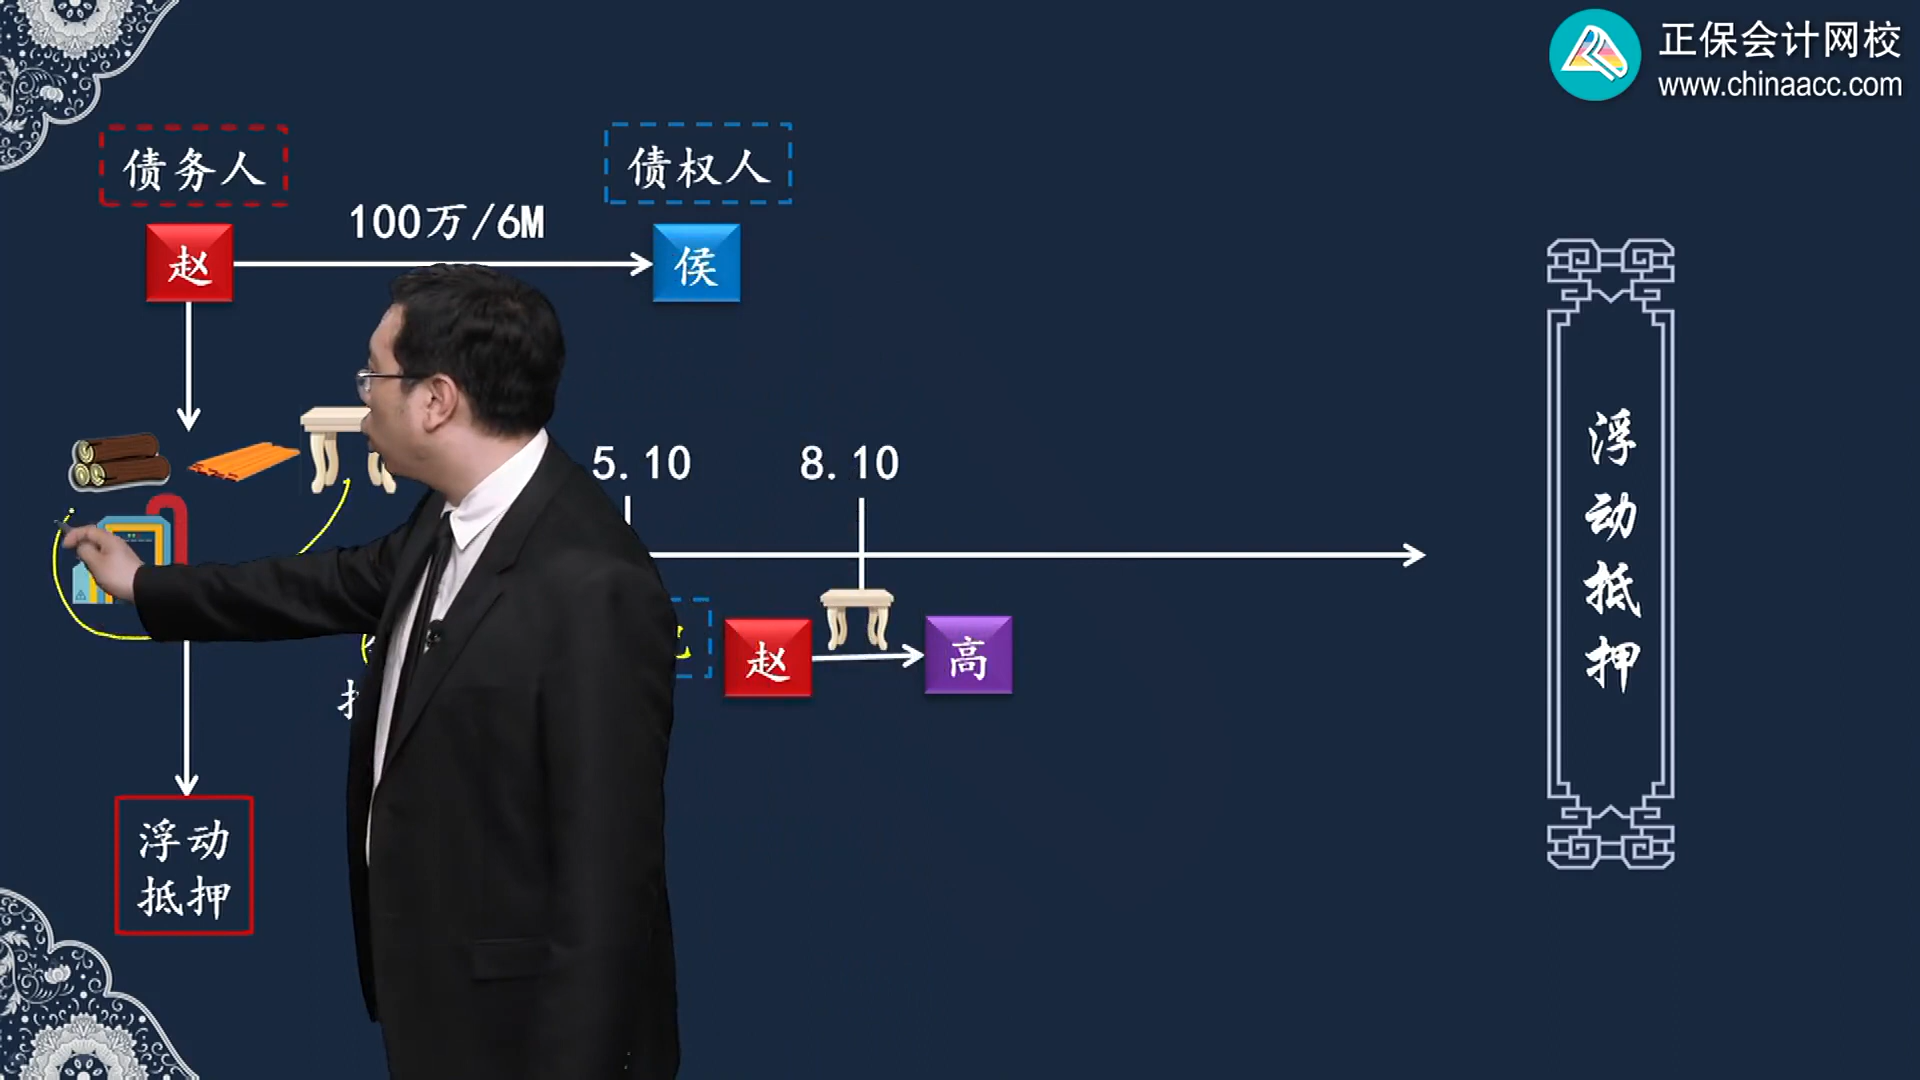 正保会计网校
www.chinaacc.com
债务人
债权人
100万/6M
赵
侯
5.10
8.10
赵
高
浮动
抵押
浮动抵押